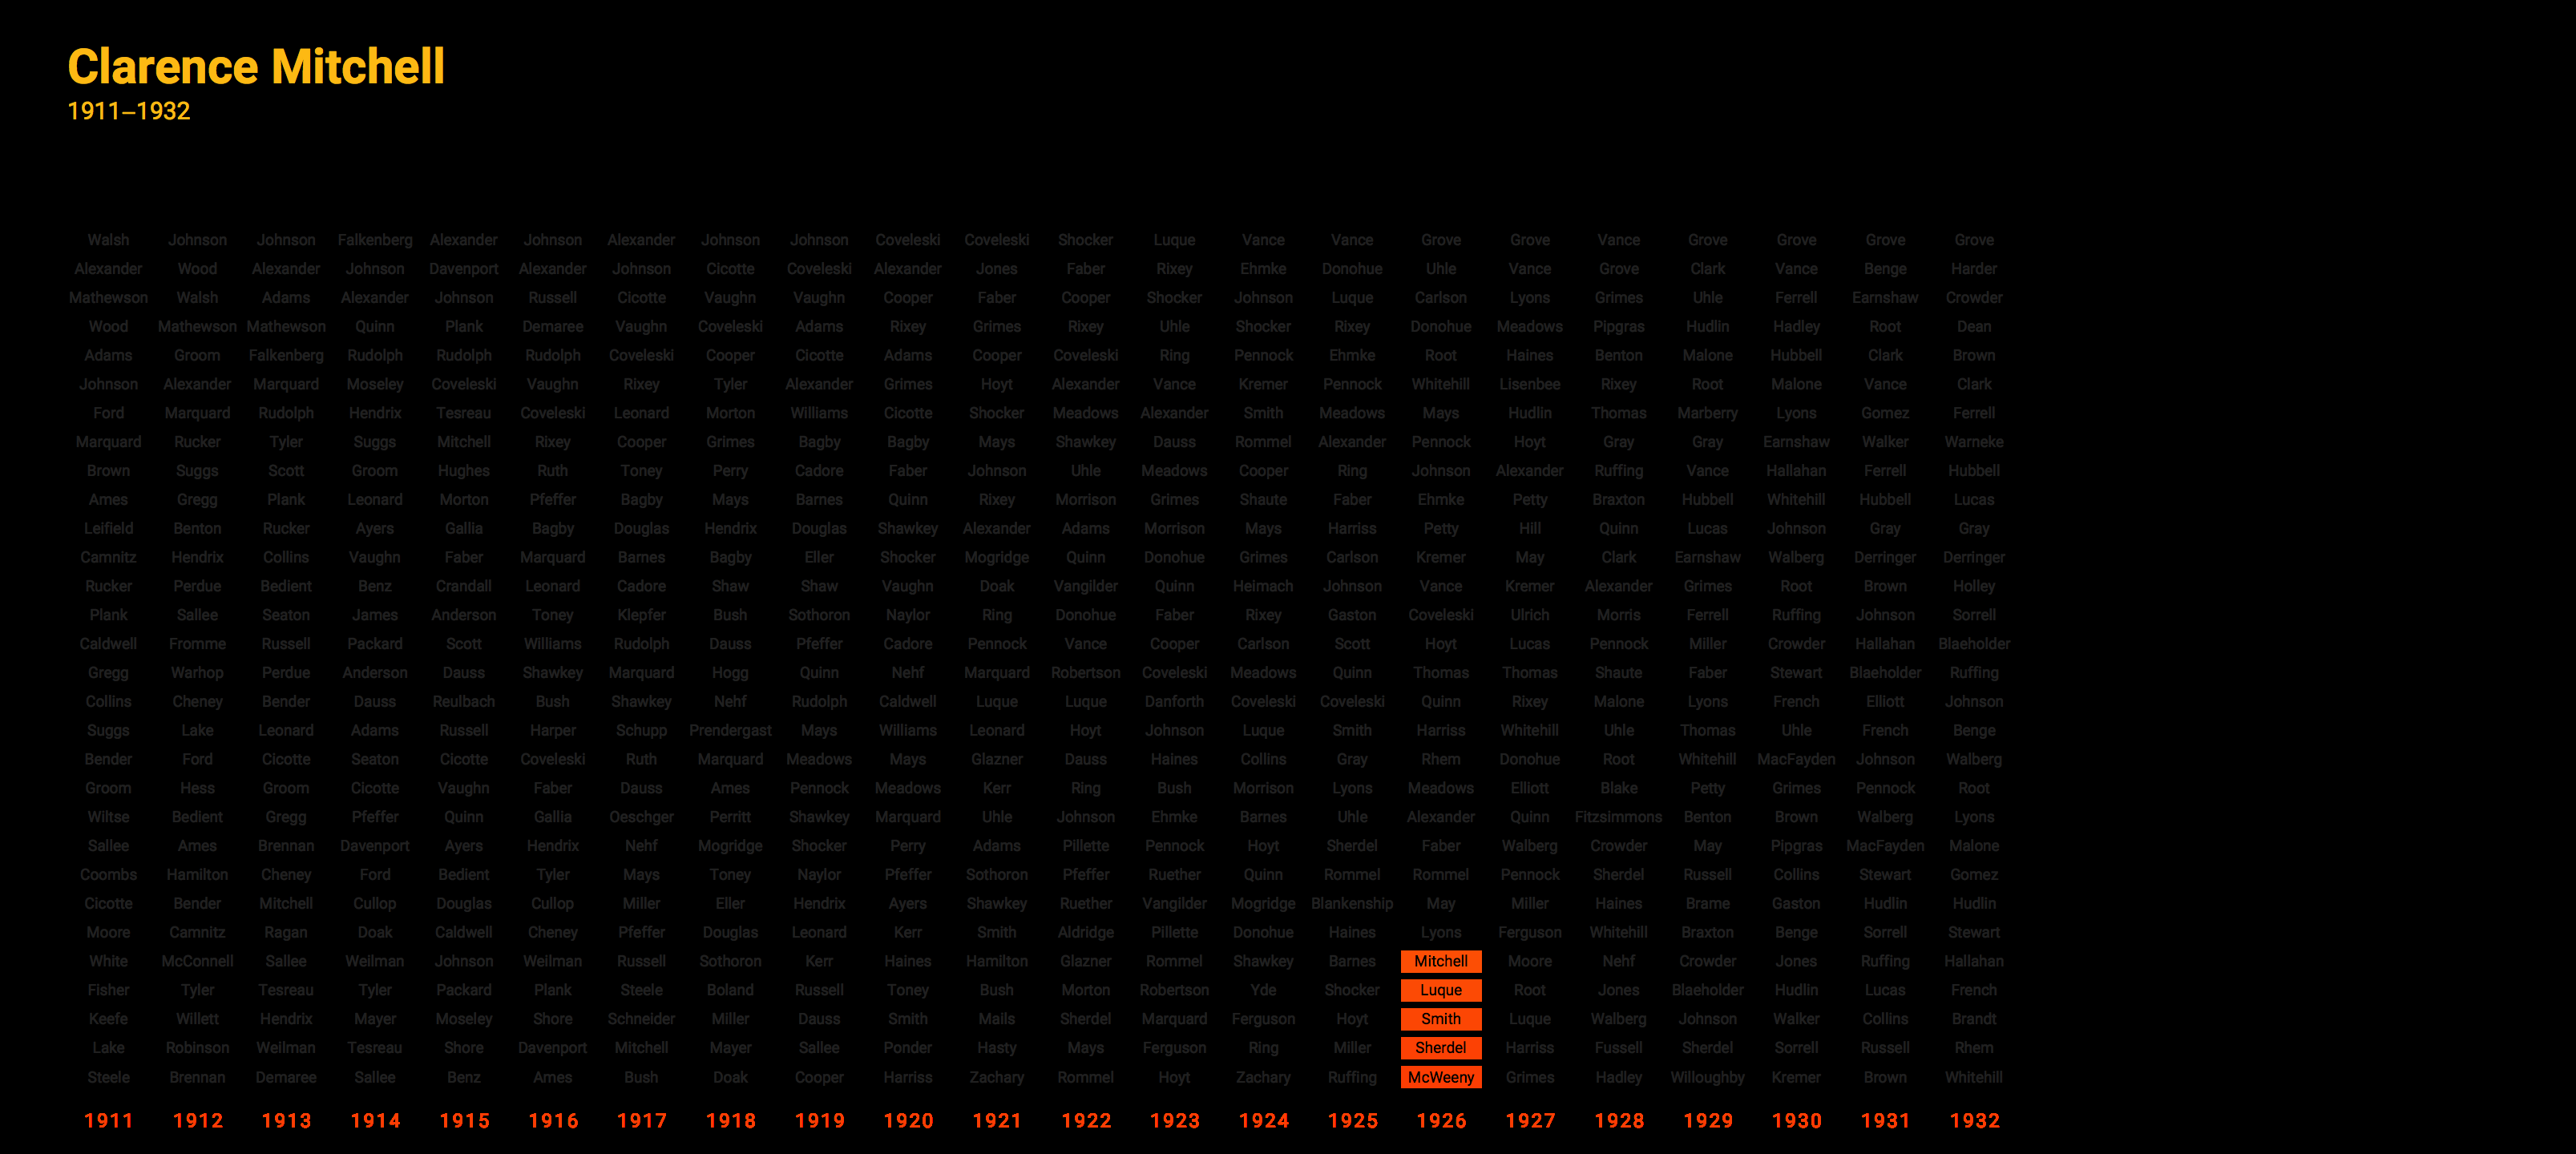 Clarence Mitchell
1911–1932
Walsh Johnson Johnson Falkenberg Alexander Johnson Alexander Johnson Johnson Coveleski Coveleski Shocker Luque Vance Vance Grove Grove Vance Grove Grove Grove Grove
Alexander Wood Alexander Johnson Davenport Alexander Johnson Cicotte Coveleski Alexander Jones Faber Rixey Ehmke Donohue Uhle Vance Grove Clark Vance Benge Harder
Mathewson Walsh Adams Alexander Johnson Russell Cicotte Vaughn Vaughn Cooper Faber Cooper Shocker Johnson Luque Carlson Lyons Grimes Uhle Ferrell Earnshaw Crowder
Wood Mathewson Mathewson Quinn Plank Demaree Vaughn Coveleski Adams Rixey Grimes Rixey Uhle Shocker Rixey Donohue Meadows Pipgras Hudlin Hadley Root Dean
Adams Groom Falkenberg Rudolph Rudolph Rudolph Coveleski Cooper Cicotte Adams Cooper Coveleski Ring Pennock Ehmke Root Haines Benton Malone Hubbell Clark Brown
Johnson Alexander Marquard Moseley Coveleski Vaughn Rixey Tyler Alexander Grimes Hoyt Alexander Vance Kremer Pennock Whitehill Lisenbee Rixey Root Malone Vance Clark
Ford Marquard Rudolph Hendrix Tesreau Coveleski Leonard Morton Williams Cicotte Shocker Meadows Alexander Smith Meadows Mays Hudlin Thomas Marberry Lyons Gomez Ferrell
Marquard Rucker Tyler Suggs Mitchell Rixey Cooper Grimes Bagby Bagby Mays Shawkey Dauss Rommel Alexander Pennock Hoyt Gray Gray Earnshaw Walker Warneke
Brown Suggs Scott Groom Hughes Ruth Toney Perry Cadore Faber Johnson Uhle Meadows Cooper Ring Johnson Alexander Ruffing Vance Hallahan Ferrell Hubbell
Ames Gregg Plank Leonard Morton Pfeffer Bagby Mays Barnes Quinn Rixey Morrison Grimes Shaute Faber Ehmke Petty Braxton Hubbell Whitehill Hubbell Lucas
Leifield Benton Rucker Ayers Gallia Bagby Douglas Hendrix Douglas Shawkey Alexander Adams Morrison Mays Harriss Petty Hill Quinn Lucas Johnson Gray Gray
Camnitz Hendrix Collins Vaughn Faber Marquard Barnes Bagby Eller Shocker Mogridge Quinn Donohue Grimes Carlson Kremer May Clark Earnshaw Walberg Derringer Derringer
Rucker Perdue Bedient Benz Crandall Leonard Cadore Shaw Shaw Vaughn Doak Vangilder Quinn Heimach Johnson Vance Kremer Alexander Grimes Root Brown Holley
Plank Sallee Seaton James Anderson Toney Klepfer Bush Sothoron Naylor Ring Donohue Faber Rixey Gaston Coveleski Ulrich Morris Ferrell Ruffing Johnson Sorrell
Caldwell Fromme Russell Packard Scott Williams Rudolph Dauss Pfeffer Cadore Pennock Vance Cooper Carlson Scott Hoyt Lucas Pennock Miller Crowder Hallahan Blaeholder
Gregg Warhop Perdue Anderson Dauss Shawkey Marquard Hogg Quinn Nehf Marquard Robertson Coveleski Meadows Quinn Thomas Thomas Shaute Faber Stewart Blaeholder Ruffing
Collins Cheney Bender Dauss Reulbach Bush Shawkey Nehf Rudolph Caldwell Luque Luque Danforth Coveleski Coveleski Quinn Rixey Malone Lyons French Elliott Johnson
Suggs Lake Leonard Adams Russell Harper Schupp Prendergast Mays Williams Leonard Hoyt Johnson Luque Smith Harriss Whitehill Uhle Thomas Uhle French Benge
Bender Ford Cicotte Seaton Cicotte Coveleski Ruth Marquard Meadows Mays Glazner Dauss Haines Collins Gray Rhem Donohue Root Whitehill MacFayden Johnson Walberg
Groom Hess Groom Cicotte Vaughn Faber Dauss Ames Pennock Meadows Kerr Ring Bush Morrison Lyons Meadows Elliott Blake Petty Grimes Pennock Root
Wiltse Bedient Gregg Pfeffer Quinn Gallia Oeschger Perritt Shawkey Marquard Uhle Johnson Ehmke Barnes Uhle Alexander Quinn Fitzsimmons Benton Brown Walberg Lyons
Sallee Ames Brennan Davenport Ayers Hendrix Nehf Mogridge Shocker Perry Adams Pillette Pennock Hoyt Sherdel Faber Walberg Crowder May Pipgras MacFayden Malone
Coombs Hamilton Cheney Ford Bedient Tyler Mays Toney Naylor Pfeffer Sothoron Pfeffer Ruether Quinn Rommel Rommel Pennock Sherdel Russell Collins Stewart Gomez
Cicotte Bender Mitchell Cullop Douglas Cullop Miller Eller Hendrix Ayers Shawkey Ruether Vangilder Mogridge Blankenship May Miller Haines Brame Gaston Hudlin Hudlin
Moore Camnitz Ragan Doak Caldwell Cheney Pfeffer Douglas Leonard Kerr Smith Aldridge Pillette Donohue Haines Lyons Ferguson Whitehill Braxton Benge Sorrell Stewart
White McConnell Sallee Weilman Johnson Weilman Russell Sothoron Kerr Haines Hamilton Glazner Rommel Shawkey Barnes Mitchell Moore Nehf Crowder Jones Ruffing Hallahan
Fisher Tyler Tesreau Tyler Packard Plank Steele Boland Russell Toney Bush Morton Robertson Yde Shocker Luque Root Jones Blaeholder Hudlin Lucas French
Keefe Willett Hendrix Mayer Moseley Shore Schneider Miller Dauss Smith Mails Sherdel Marquard Ferguson Hoyt Smith Luque Walberg Johnson Walker Collins Brandt
Lake Robinson Weilman Tesreau Shore Davenport Mitchell Mayer Sallee Ponder Hasty Mays Ferguson Ring Miller Sherdel Harriss Fussell Sherdel Sorrell Russell Rhem
Steele Brennan Demaree Sallee Benz Ames Bush Doak Cooper Harriss Zachary Rommel Hoyt Zachary Ruffing McWeeny Grimes Hadley Willoughby Kremer Brown Whitehill
1911 1912 1913 1914 1915 1916 1917 1918 1919 1920 1921 1922 1923 1924 1925 1926 1927 1928 1929 1930 1931 1932